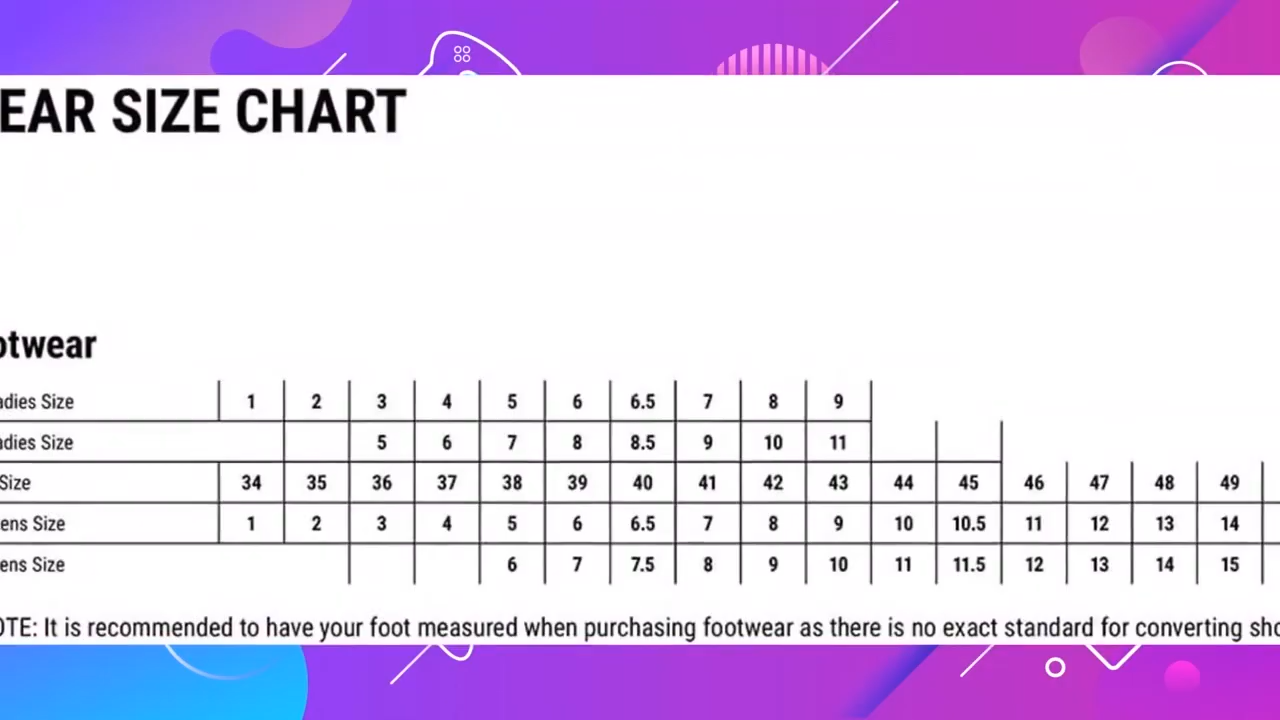 EAR SIZE CHART
otwear
adies Size 1 2 3 4 5 6 6.5 7 8 9
adies Size 5 6 7 8 8.5 9 10 11
Size 34 35 36 37 38 39 40 41 42 43 44 45 46 47 48 49
ens Size 1 2 3 4 5 6 6.5 7 8 9 10 10.5 11 12 13 14
ens Size 6 7 7.5 8 9 10 11 11.5 12 13 14 15
OTE: It is recommended to have your foot measured when purchasing footwear as there is no exact standard for converting sho